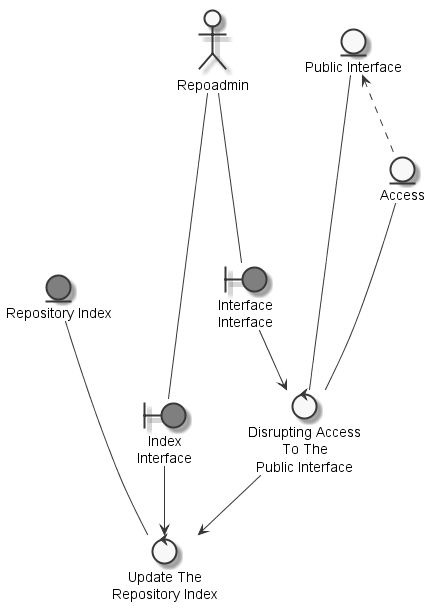 Repoadmin
Public Interface
Access
Repository Index
Interface
Interface
Index
Interface
Disrupting Access
To The
Public Interface
Update The
Repository Index